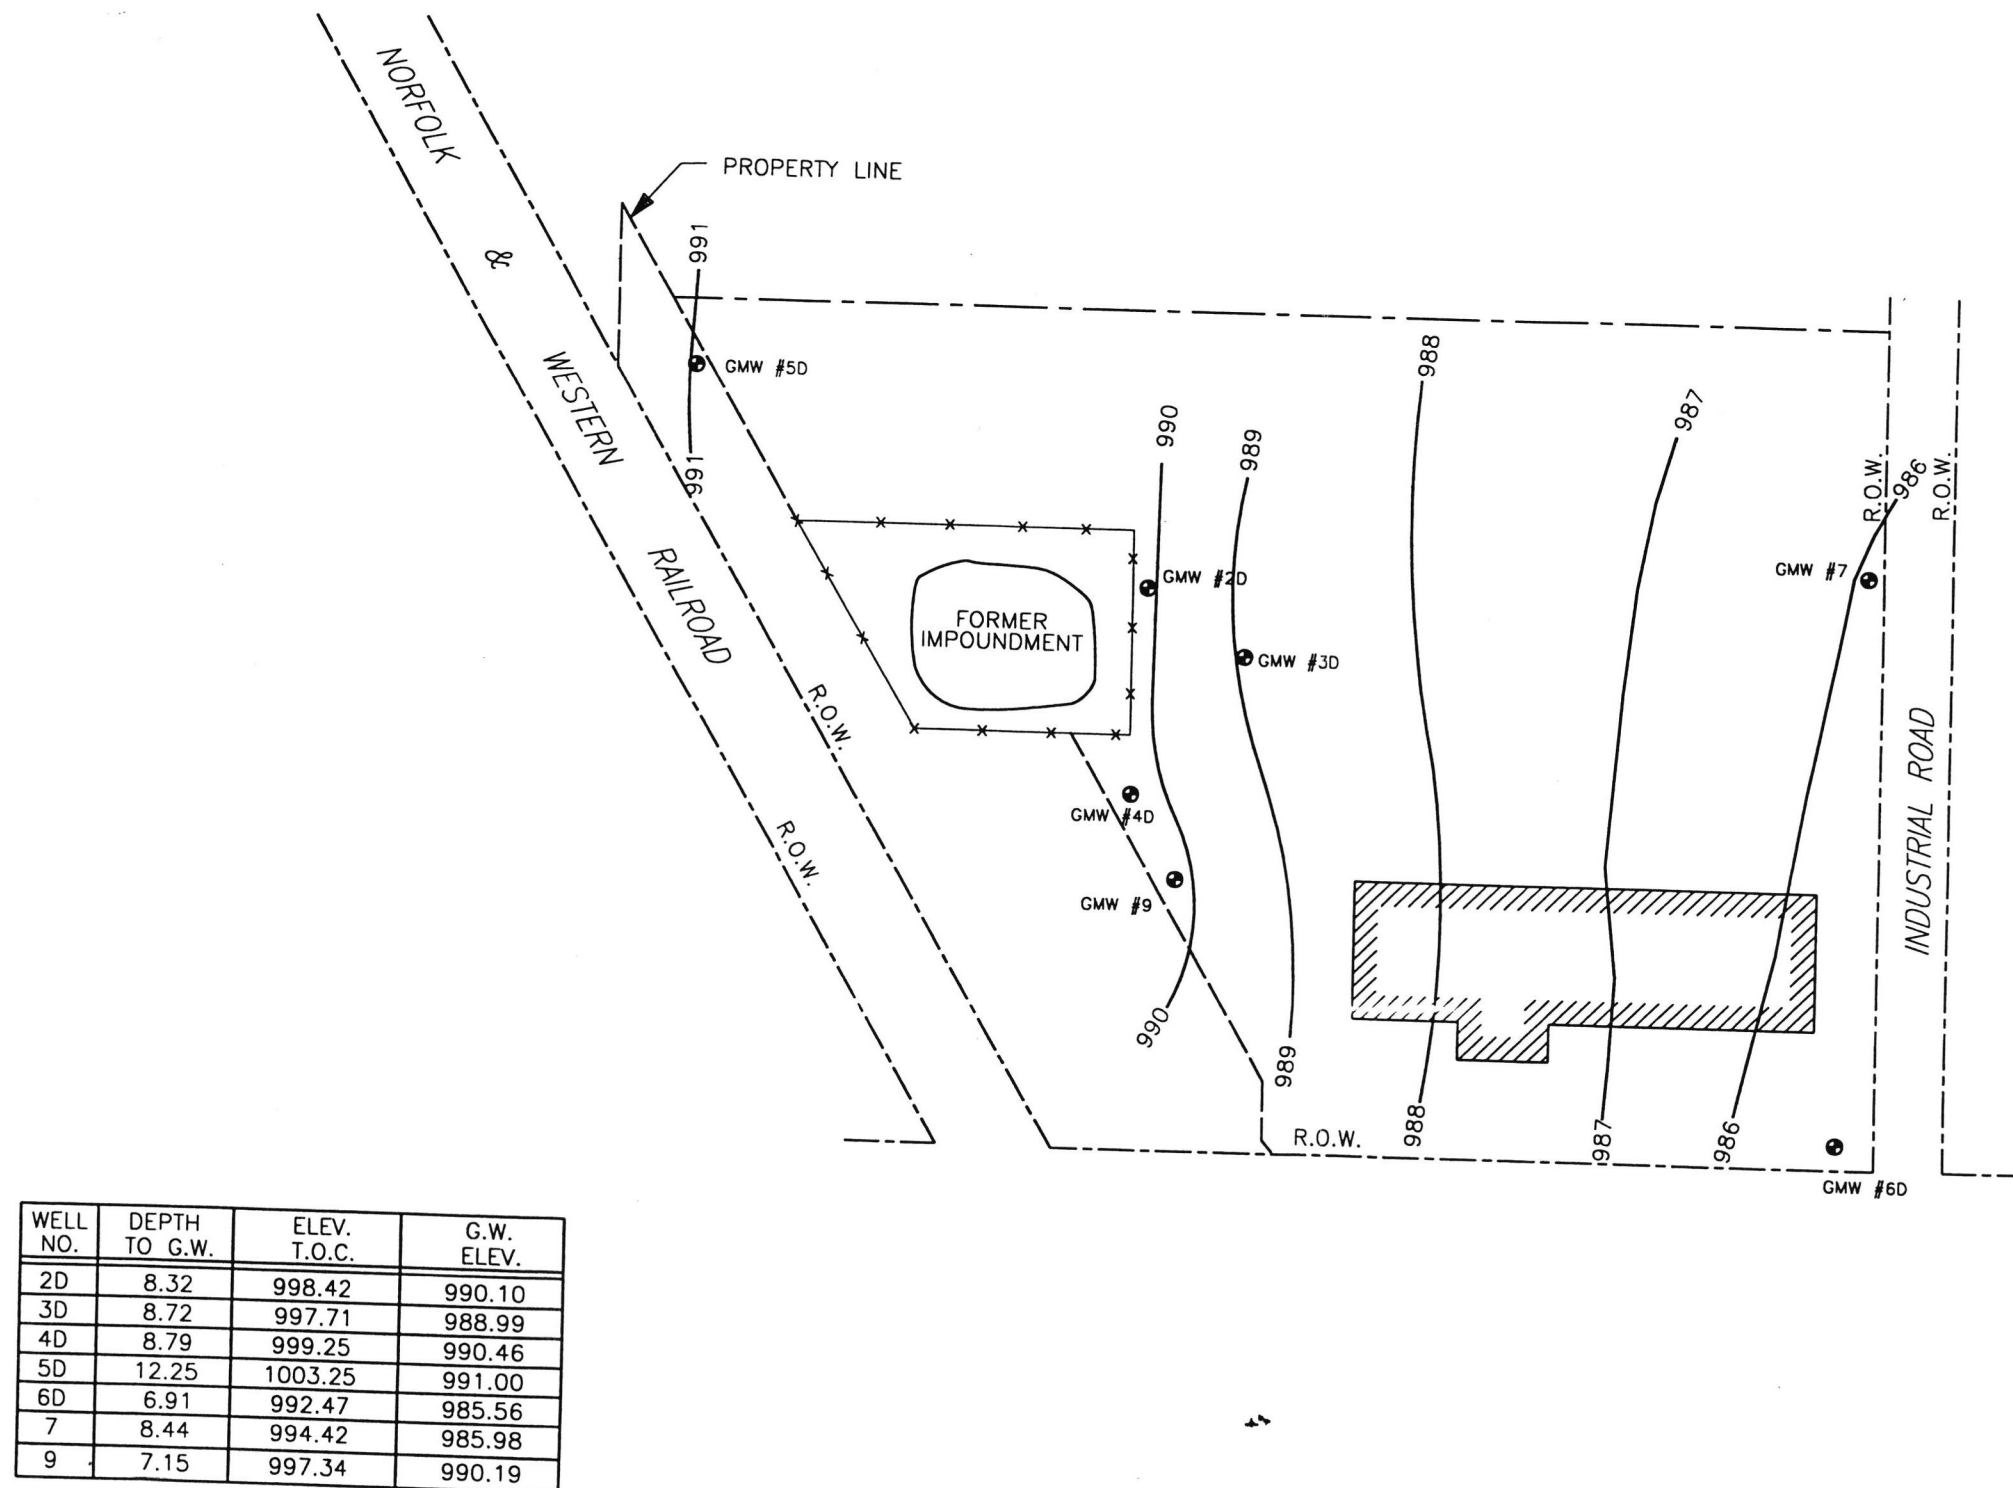 NORFOLK
&
WESTERN
RAILROAD
PROPERTY LINE
991
GMW #5D
991
990
989
988
987
986
R.O.W.
R.O.W.
GMW #2D
GMW #7
FORMER
IMPOUNDMENT
GMW #3D
R.O.W.
R.O.W.
GMW #4D
GMW #9
INDUSTRIAL ROAD
990
989
988
987
986
R.O.W.
GMW #6D
WELL NO. DEPTH TO G.W. ELEV. T.O.C. G.W. ELEV.
2D 8.32 998.42 990.10
3D 8.72 997.71 988.99
4D 8.79 999.25 990.46
5D 12.25 1003.25 991.00
6D 6.91 992.47 985.56
7 8.44 994.42 985.98
9 7.15 997.34 990.19